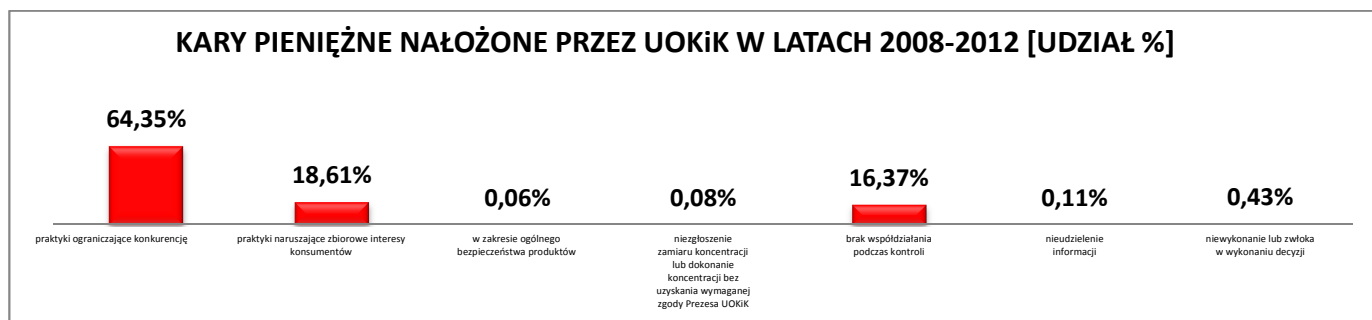 KARY PIENIĘŻNE NAŁOŻONE PRZEZ UOKiK W LATACH 2008-2012 [UDZIAŁ %]
64,35%
18,61%
0,06%
0,08%
16,37%
0,11%
0,43%
praktyki ograniczające konkurencję
praktyki naruszające zbiorowe interesy
konsumentów
w zakresie ogólnego
bezpieczeństwa produktów
niezgłoszenie
zamiaru koncentracji
lub dokonanie
koncentracji bez
uzyskania wymaganej
zgody Prezesa UOKiK
brak współdziałania
podczas kontroli
nieudzielenie
informacji
niewykonanie lub zwłoka
w wykonaniu decyzji